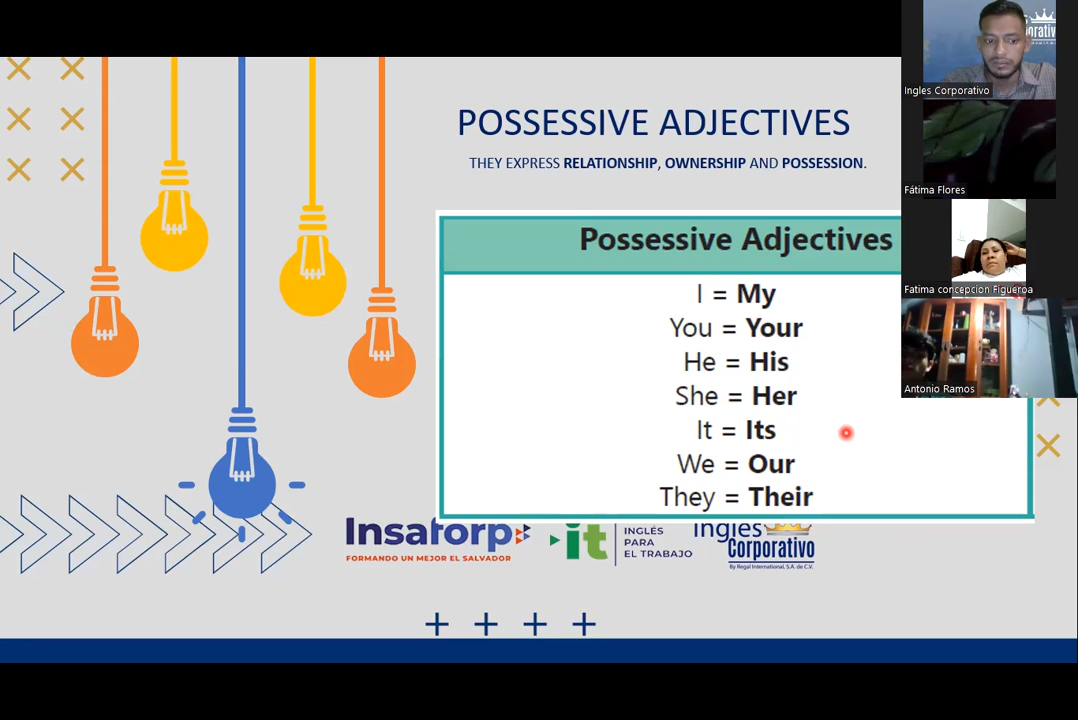 POSSESSIVE ADJECTIVES
THEY EXPRESS RELATIONSHIP, OWNERSHIP AND POSSESSION.
Possessive Adjectives
I = My
You = Your
He = His
She = Her
It = Its
We = Our
They = Their
Insaforp
FORMANDO UN MEJOR EL SALVADOR
it
INGLÉS
PARA
EL TRABAJO
Ingles
Corporativo
By Regal International, S.A. de C.V.
Ingles Corporativo
Fátima Flores
Fatima concepcion Figueroa
Antonio Ramos